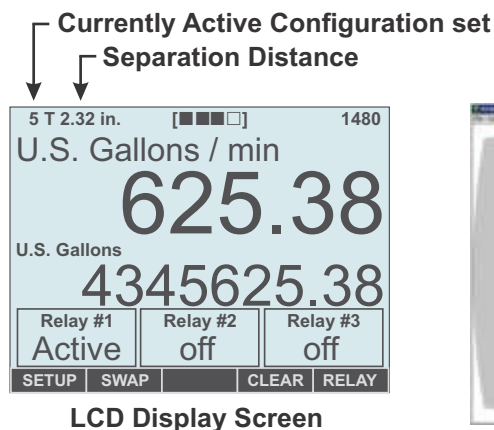 Currently Active Configuration set
Separation Distance
5 T 2.32 in. [■■■□] 1480
U.S. Gallons / min
625.38
U.S. Gallons
4345625.38
Relay #1 Relay #2 Relay #3
Active off off
SETUP SWAP CLEAR RELAY
LCD Display Screen